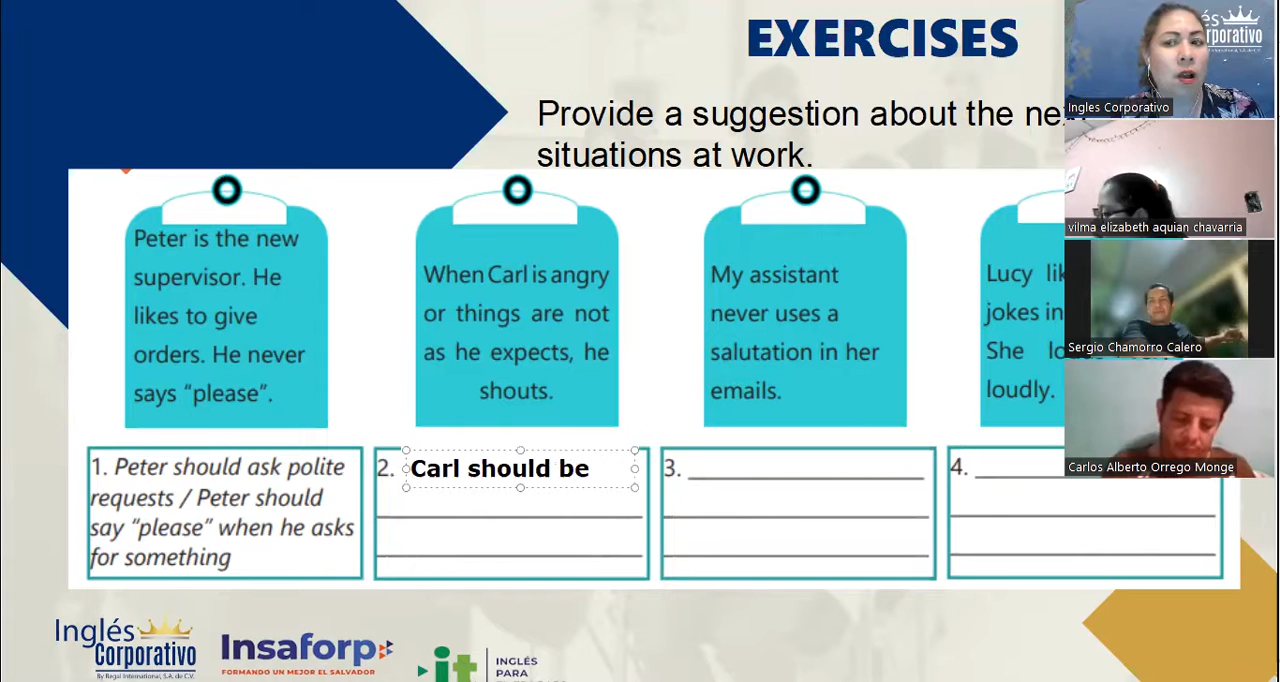 EXERCISES
Provide a suggestion about the
situations at work.
Peter is the new
supervisor. He
likes to give
orders. He never
says “please”.
When Carl is angry
or things are not
as he expects, he
shouts.
My assistant
never uses a
salutation in her
emails.
Lucy
jokes in
She
loudly.
1. Peter should ask polite
requests / Peter should
say “please” when he asks
for something
2. Carl should be
3.
4.
Inglés
Corporativo
By Regal International, S.A. de C.V.
Insaforp
FORMANDO UN MEJOR EL SALVADOR
it
INGLÉS
PARA
Ingles Corporativo
vilma elizabeth aquian chavarria
Sergio Chamorro Calero
Carlos Alberto Orrego Monge